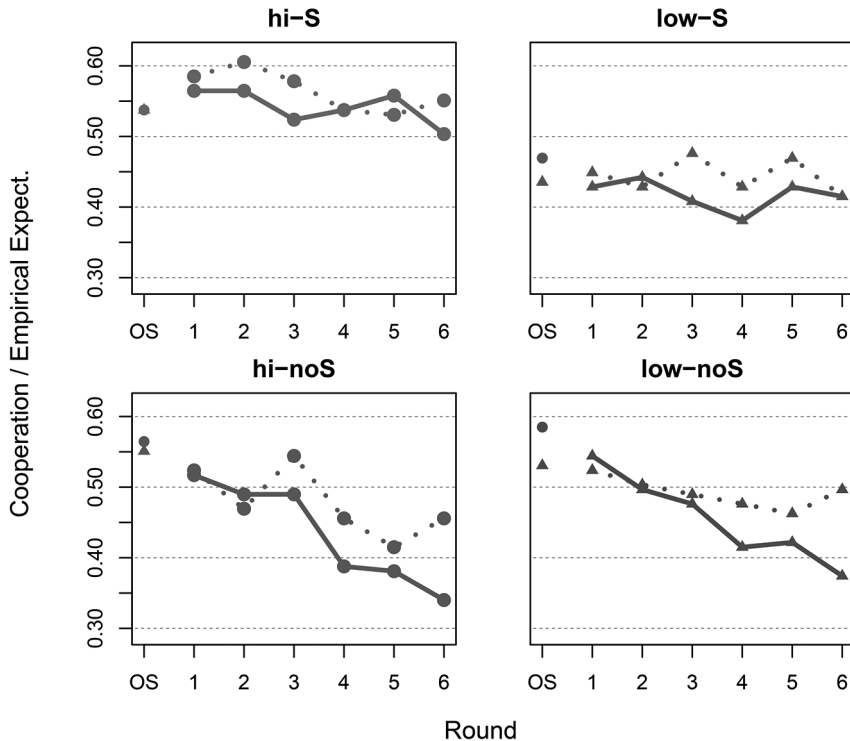 hi−S
low−S
0.60
0.50
0.40
0.30
OS 1 2 3 4 5 6
OS 1 2 3 4 5 6
hi−noS
low−noS
0.60
0.50
0.40
0.30
OS 1 2 3 4 5 6
OS 1 2 3 4 5 6
Cooperation / Empirical Expect.
Round